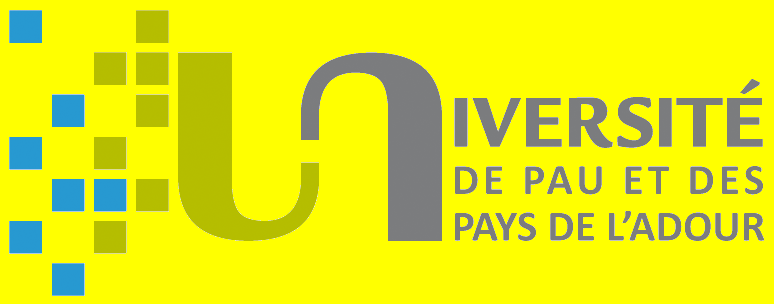 UNIVERSITÉ
DE PAU ET DES
PAYS DE L'ADOUR